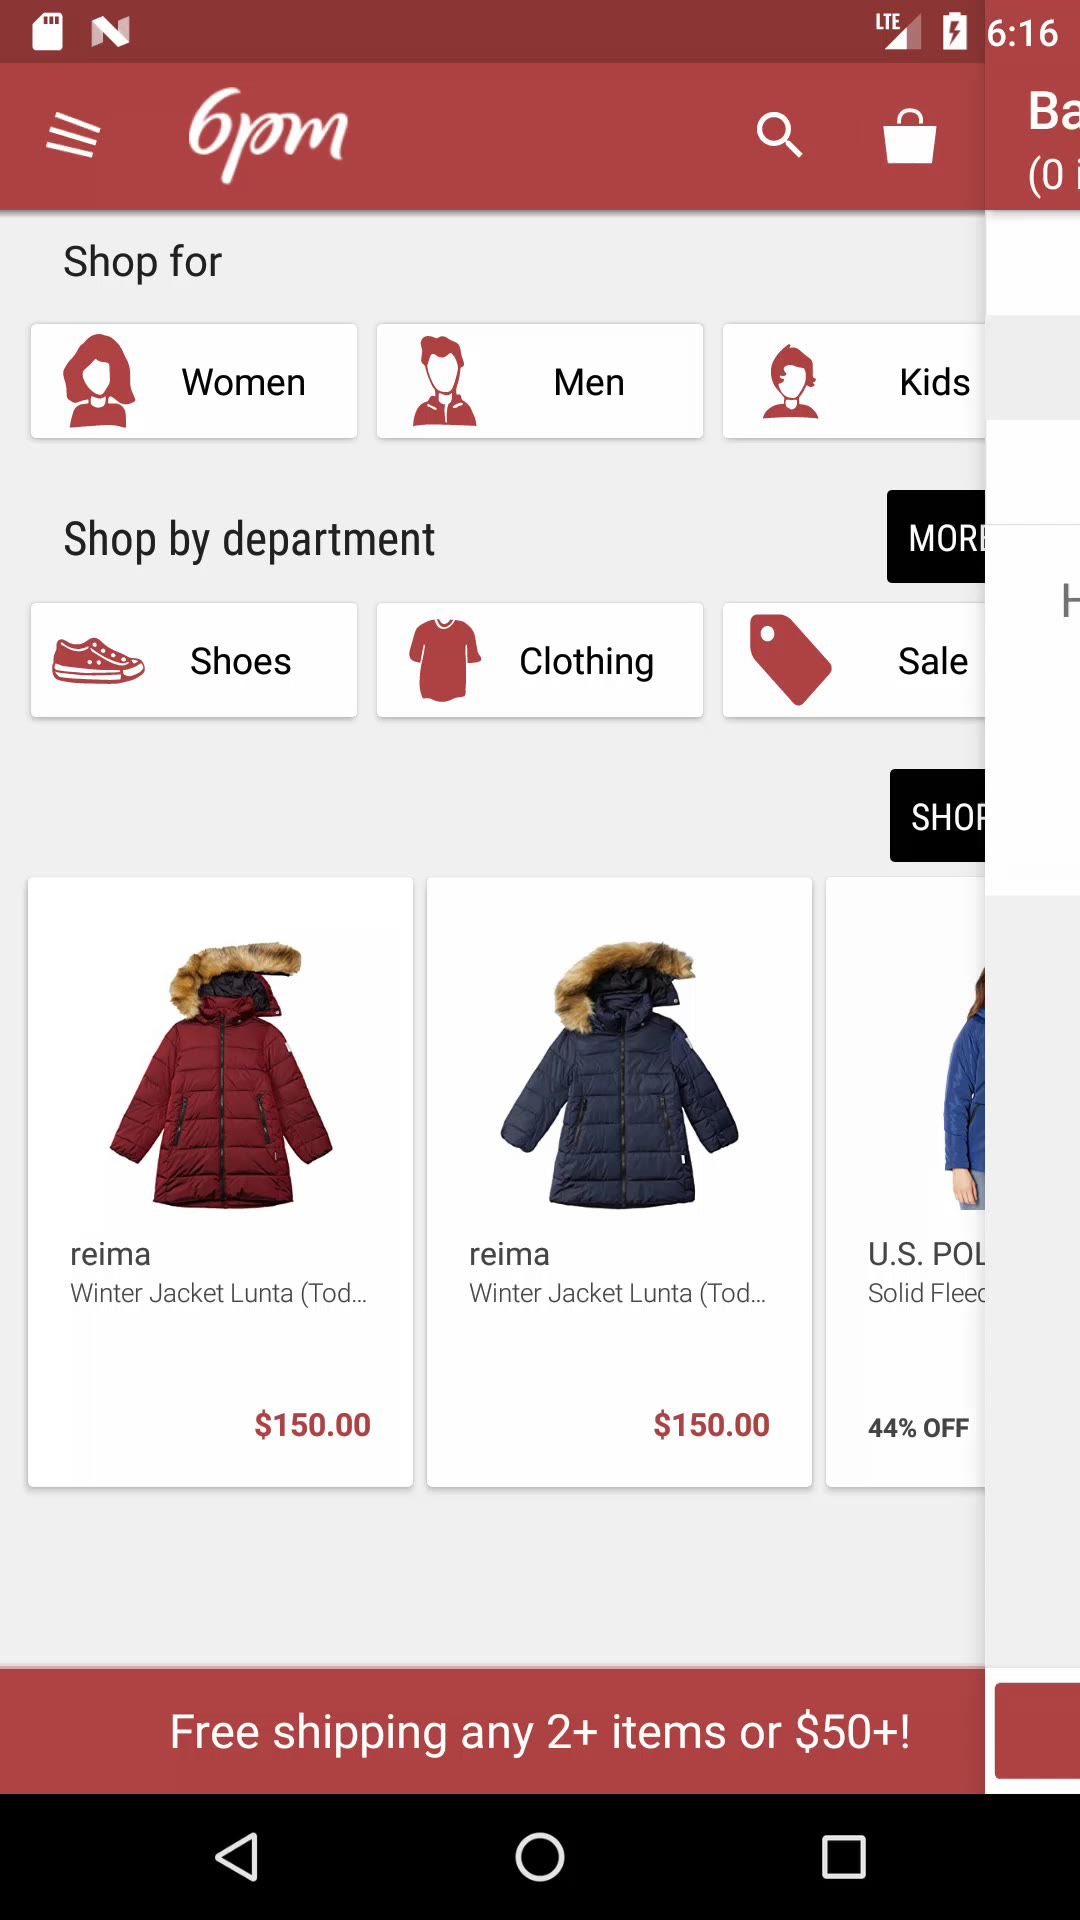 LTE
6:16
6pm
Ba
(0 i
Shop for
Women
Men
Kids
Shop by department
MORE
H
Shoes
Clothing
Sale
SHOP
reima
Winter Jacket Lunta (Tod...
$150.00
reima
Winter Jacket Lunta (Tod...
$150.00
U.S. POL
Solid Fleec
44% OFF
Free shipping any 2+ items or $50+!